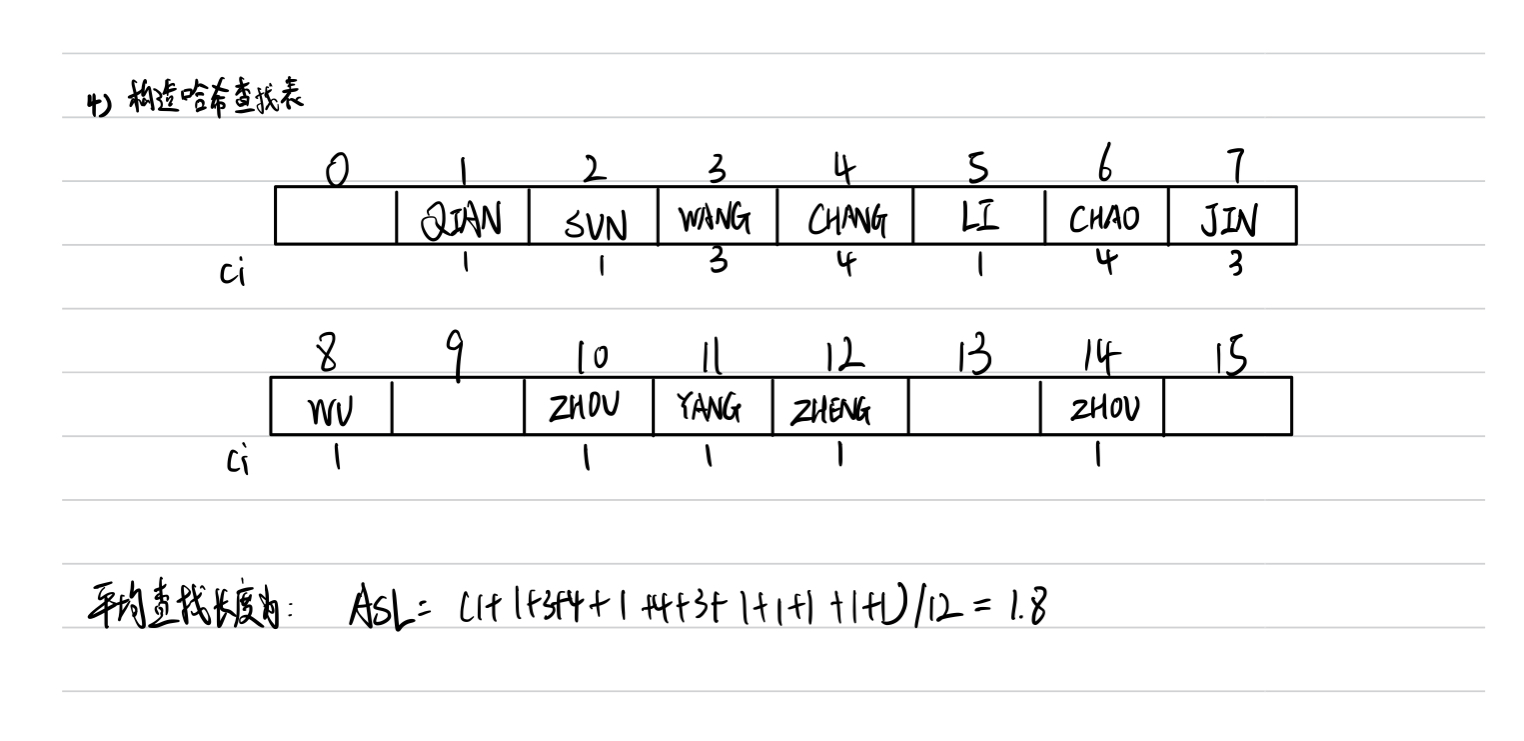 4) 构造哈希查找表
0 1 2 3 4 5 6 7
QIAN SUN WANG CHANG LI CHAO JIN
ci 1 1 3 4 1 4 3
8 9 10 11 12 13 14 15
WU ZHOU YANG ZHENG ZHOU
ci 1 1 1 1 1
平均查找长度为: ASL= (1+1+3+4+1+4+3+1+1+1+1+1)/12 = 1.8